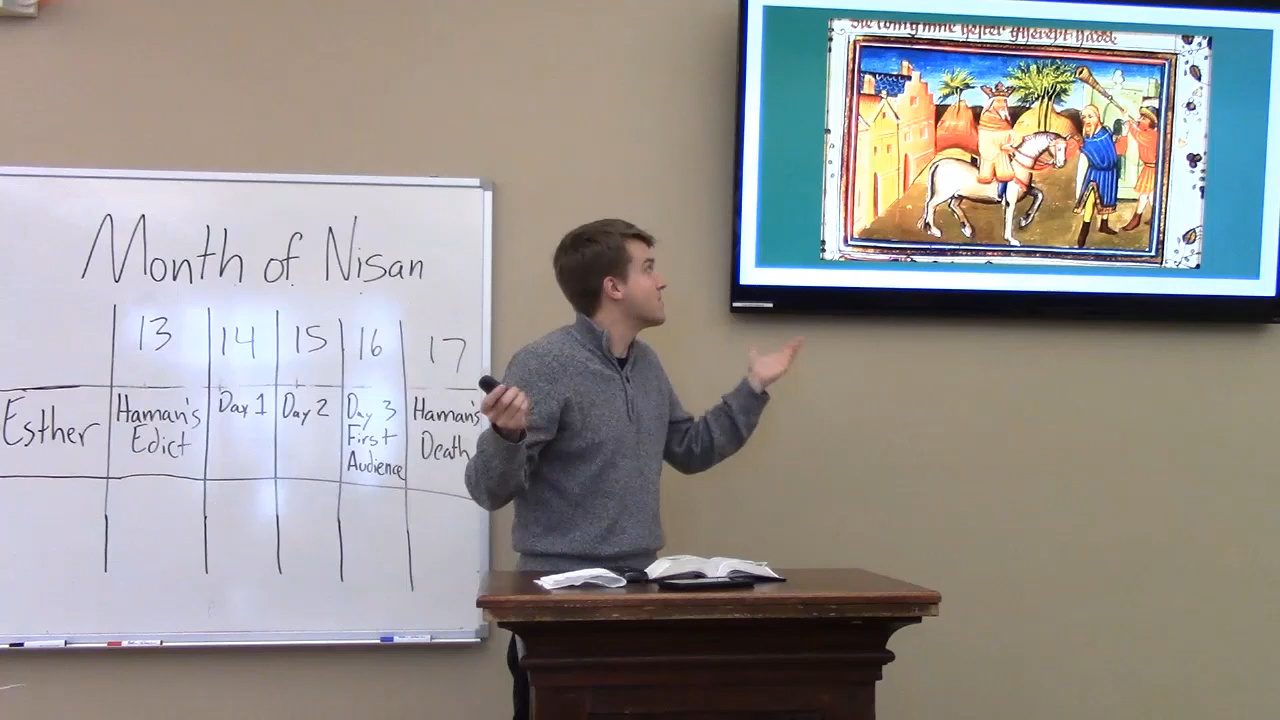 Month of Nisan
13 14 15 16 17
Esther Haman's Edict Day 1 Day 2 Day 3 First Audience Haman's Death